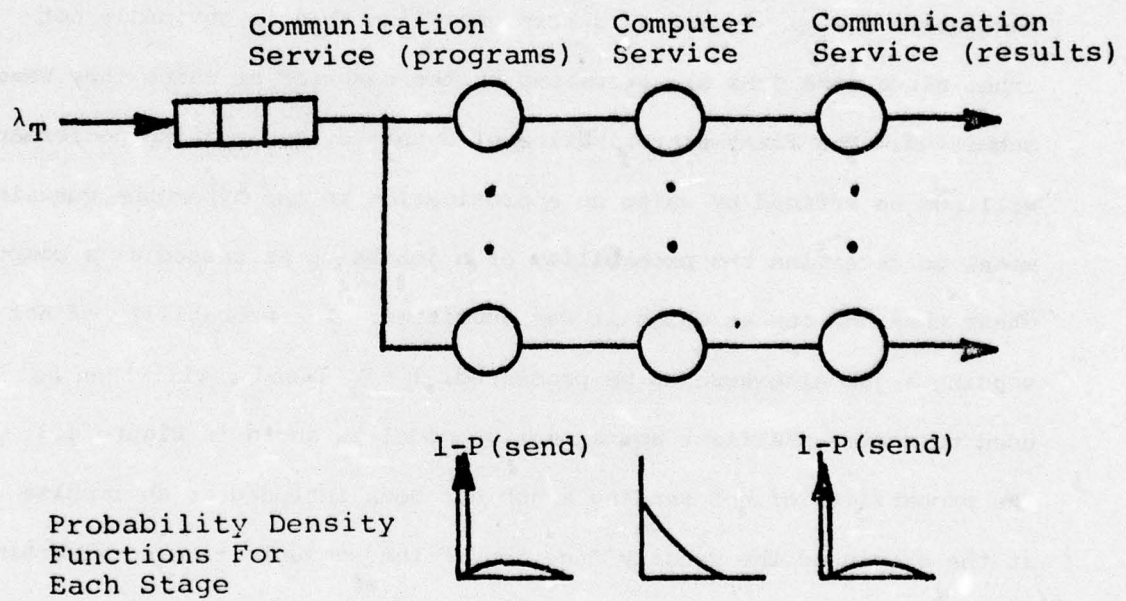 Communication Service (programs)
Computer Service
Communication Service (results)
λT
1-P(send)
1-P(send)
Probability Density
Functions For
Each Stage